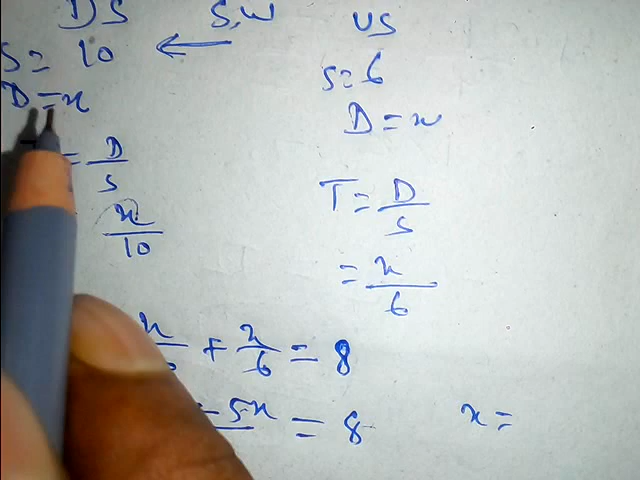 DS S.W US
S = 10 ← S = 6
D = x D = x
= D/S T = D/S
x/10 = x/6
x/ + x/6 = 8
5x = 8 x =